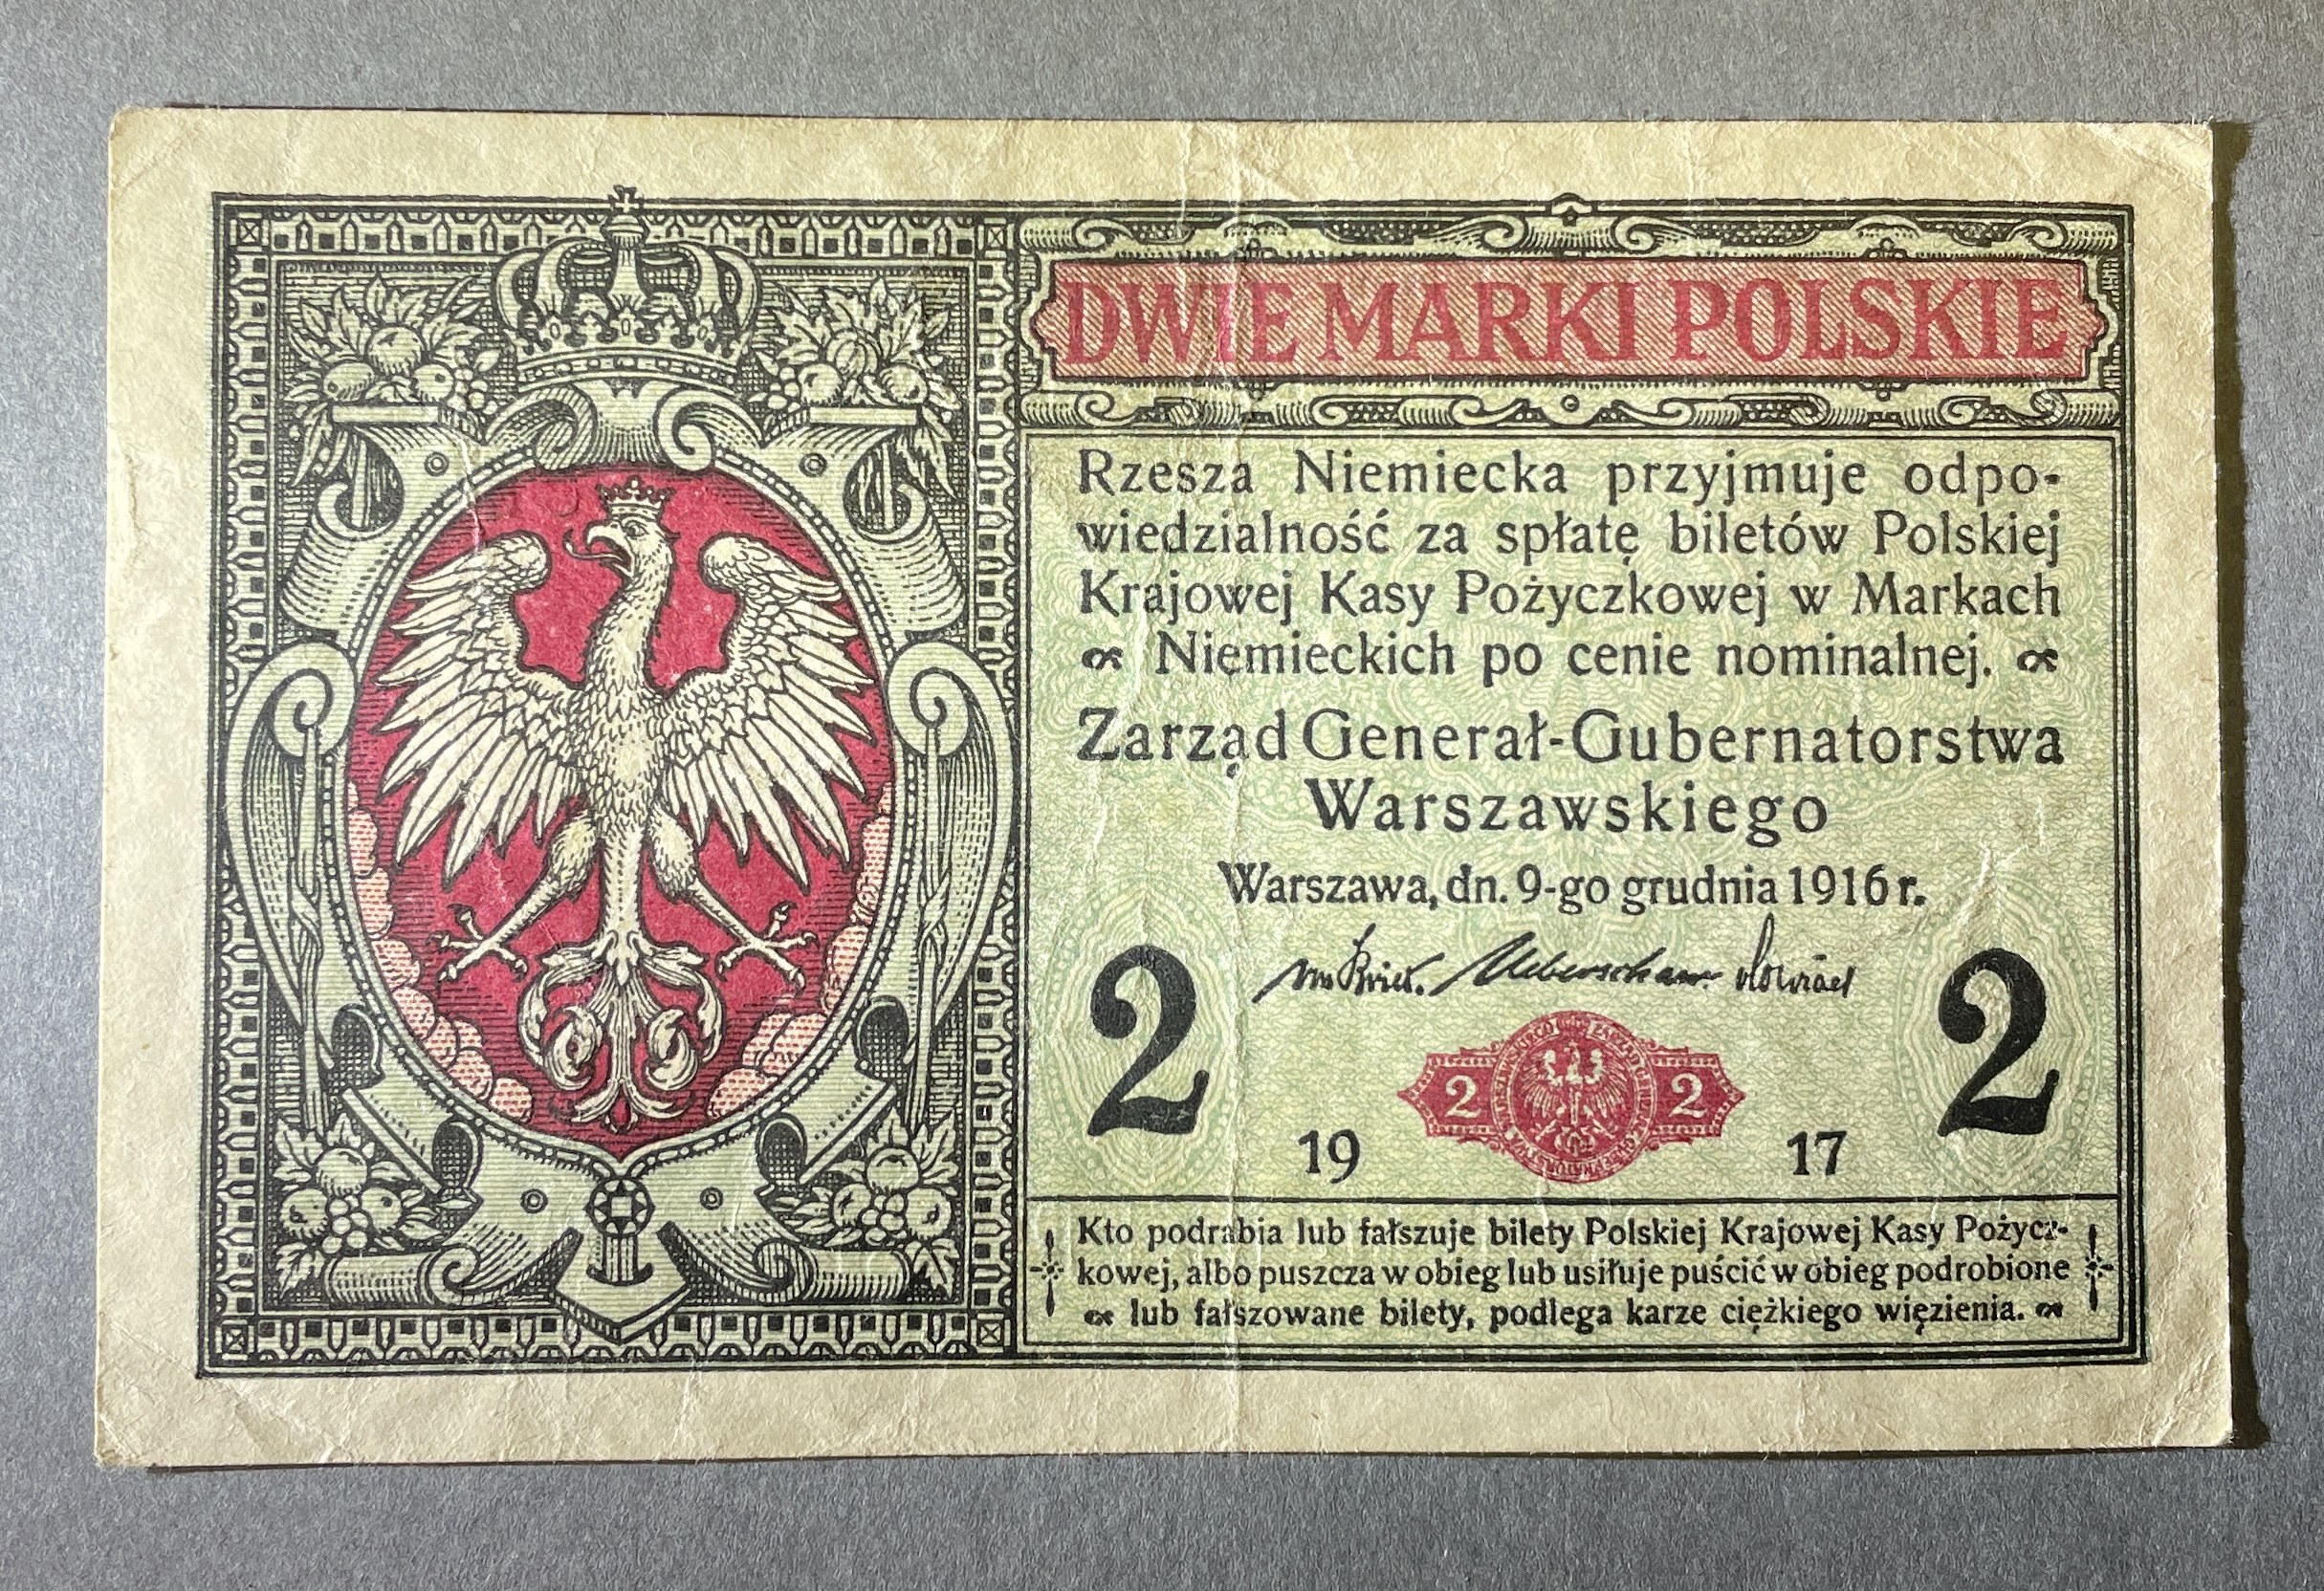 DWIE MARKI POLSKIE
Rzesza Niemiecka przyjmuje odpo-
wiedzialność za spłatę biletów Polskiej
Krajowej Kasy Pożyczkowej w Markach
Niemieckich po cenie nominalnej.
Zarząd Generał-Gubernatorstwa
Warszawskiego
Warszawa, dn. 9-go grudnia 1916 r.
2 2
2 2
19 17
Kto podrabia lub fałszuje bilety Polskiej Krajowej Kasy Pożycz-
kowej, albo puszcza w obieg lub usiłuje puścić w obieg podrobione
lub fałszowane bilety, podlega karze ciężkiego więzienia.